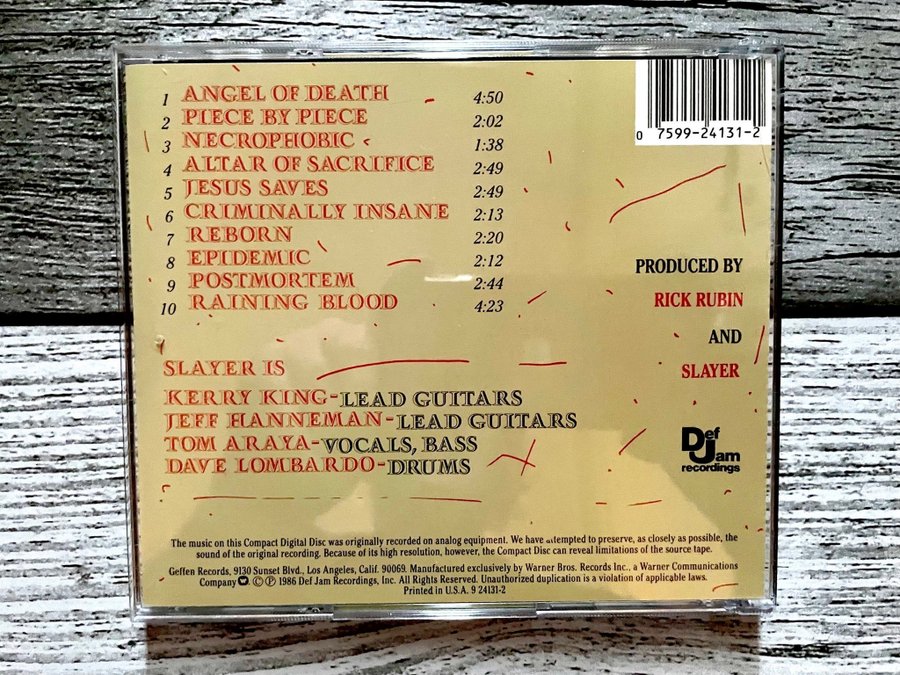 1 ANGEL OF DEATH 4:50
2 PIECE BY PIECE 2:02
3 NECROPHOBIC 1:38
4 ALTAR OF SACRIFICE 2:49
5 JESUS SAVES 2:49
6 CRIMINALLY INSANE 2:13
7 REBORN 2:20
8 EPIDEMIC 2:12
9 POSTMORTEM 2:44
10 RAINING BLOOD 4:23
0 7599-24131-2
PRODUCED BY
RICK RUBIN
AND
SLAYER
SLAYER IS
KERRY KING-LEAD GUITARS
JEFF HANNEMAN-LEAD GUITARS
TOM ARAYA-VOCALS, BASS
DAVE LOMBARDO-DRUMS
Def
Jam
recordings
The music on this Compact Digital Disc was originally recorded on analog equipment. We have attempted to preserve, as closely as possible, the
sound of the original recording. Because of its high resolution, however, the Compact Disc can reveal limitations of the source tape.
Geffen Records, 9130 Sunset Blvd., Los Angeles, Calif. 90069. Manufactured exclusively by Warner Bros. Records Inc., a Warner Communications
Company Ⓒ Ⓟ 1986 Def Jam Recordings, Inc. All Rights Reserved. Unauthorized duplication is a violation of applicable laws.
Printed in U.S.A. 9 24131-2